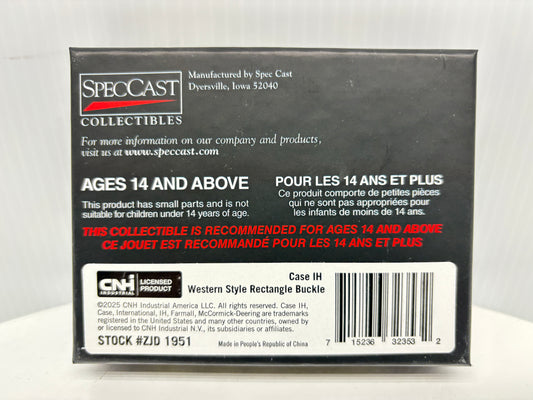 SPECCAST
COLLECTIBLES
Manufactured by Spec Cast
Dyersville, Iowa 52040
For more information on our company and products,
visit us at www.speccast.com
AGES 14 AND ABOVE
This product has small parts and is not
suitable for children under 14 years of age.
POUR LES 14 ANS ET PLUS
Ce produit comporte de petites pièces
qui ne sont pas appropriées pour
les infants de moins de 14 ans.
THIS COLLECTIBLE IS RECOMMENDED FOR AGES 14 AND ABOVE
CE JOUET EST RECOMMANDÉ POUR LES 14 ANS ET PLUS
CNH
INDUSTRIAL
LICENSED
PRODUCT
Case IH
Western Style Rectangle Buckle
©2025 CNH Industrial America LLC. All rights reserved. Case IH,
Case, International, IH, Farmall, McCormick-Deering are trademarks
registered in the United States and many other countries, owned by
or licensed to CNH Industrial N.V., its subsidiaries or affiliates.
STOCK #ZJD 1951
Made in People's Republic of China
7 15236 32353 2